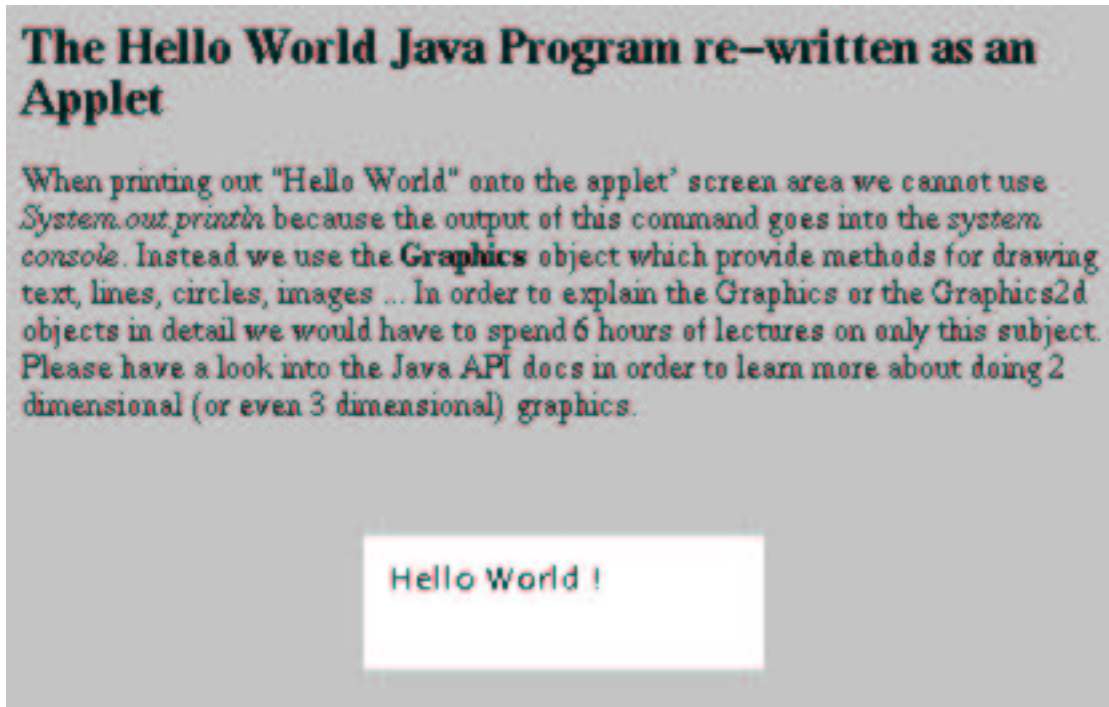 The Hello World Java Program re-written as an
Applet
When printing out "Hello World" onto the applet' screen area we cannot use
System.out.println because the output of this command goes into the system
console. Instead we use the Graphics object which provide methods for drawing
text, lines, circles, images ... In order to explain the Graphics or the Graphics2d
objects in detail we would have to spend 6 hours of lectures on only this subject.
Please have a look into the Java API docs in order to learn more about doing 2
dimensional (or even 3 dimensional) graphics.
Hello World !